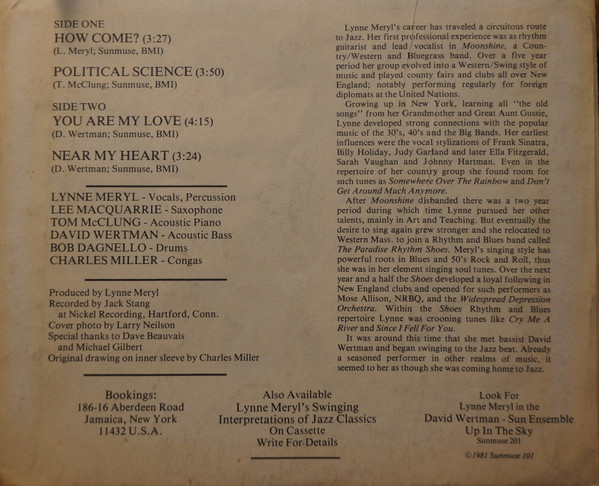 SIDE ONE
HOW COME? (3:27)
(L. Meryl; Sunmuse, BMI)
POLITICAL SCIENCE (3:50)
(T. McClung; Sunmuse, BMI)
SIDE TWO
YOU ARE MY LOVE (4:15)
(D. Wertman; Sunmuse, BMI)
NEAR MY HEART (3:24)
(D. Wertman; Sunmuse, BMI)
LYNNE MERYL - Vocals, Percussion
LEE MACQUARRIE - Saxophone
TOM McCLUNG - Acoustic Piano
DAVID WERTMAN - Acoustic Bass
BOB DAGNELLO - Drums
CHARLES MILLER - Congas
Produced by Lynne Meryl
Recorded by Jack Stang
at Nickel Recording, Hartford, Conn.
Cover photo by Larry Neilson
Special thanks to Dave Beauvais
and Michael Gilbert
Original drawing on inner sleeve by Charles Miller
Lynne Meryl's career has traveled a circuitous route
to Jazz. Her first professional experience was as rhythm
guitarist and lead vocalist in Moonshine, a Coun-
try/Western and Bluegrass band. Over a five year
period her group evolved into a Western/Swing style of
music and played county fairs and clubs all over New
England; notably performing regularly for foreign
diplomats at the United Nations.
Growing up in New York, learning all "the old
songs" from her Grandmother and Great Aunt Gussie,
Lynne developed strong connections with the popular
music of the 30's, 40's and the Big Bands. Her earliest
influences were the vocal stylizations of Frank Sinatra,
Billy Holiday, Judy Garland and later Ella Fitzgerald,
Sarah Vaughan and Johnny Hartman. Even in the
repertoire of her country group she found room for
such tunes as Somewhere Over The Rainbow and Don't
Get Around Much Anymore.
After Moonshine disbanded there was a two year
period during which time Lynne pursued her other
talents, mainly in Art and Teaching. But eventually the
desire to sing again grew stronger and she relocated to
Western Mass. to join a Rhythm and Blues band called
The Paradise Rhythm Shoes. Meryl's singing style has
powerful roots in Blues and 50's Rock and Roll, thus
she was in her element singing soul tunes. Over the next
year and a half the Shoes developed a loyal following in
New England clubs and opened for such performers as
Mose Allison, NRBQ, and the Widespread Depression
Orchestra. Within the Shoes Rhythm and Blues
repertoire Lynne was crooning tunes like Cry Me A
River and Since I Fell For You.
It was around this time that she met bassist David
Wertman and began swinging to the Jazz beat. Already
a seasoned performer in other realms of music, it
seemed to her as though she was coming home to Jazz.
Bookings:
186-16 Aberdeen Road
Jamaica, New York
11432 U.S.A.
Also Available
Lynne Meryl's Swinging
Interpretations of Jazz Classics
On Cassette
Write For Details
Look For
Lynne Meryl in the
David Wertman - Sun Ensemble
Up In The Sky
Sunmuse 201
©1981 Sunmuse 101